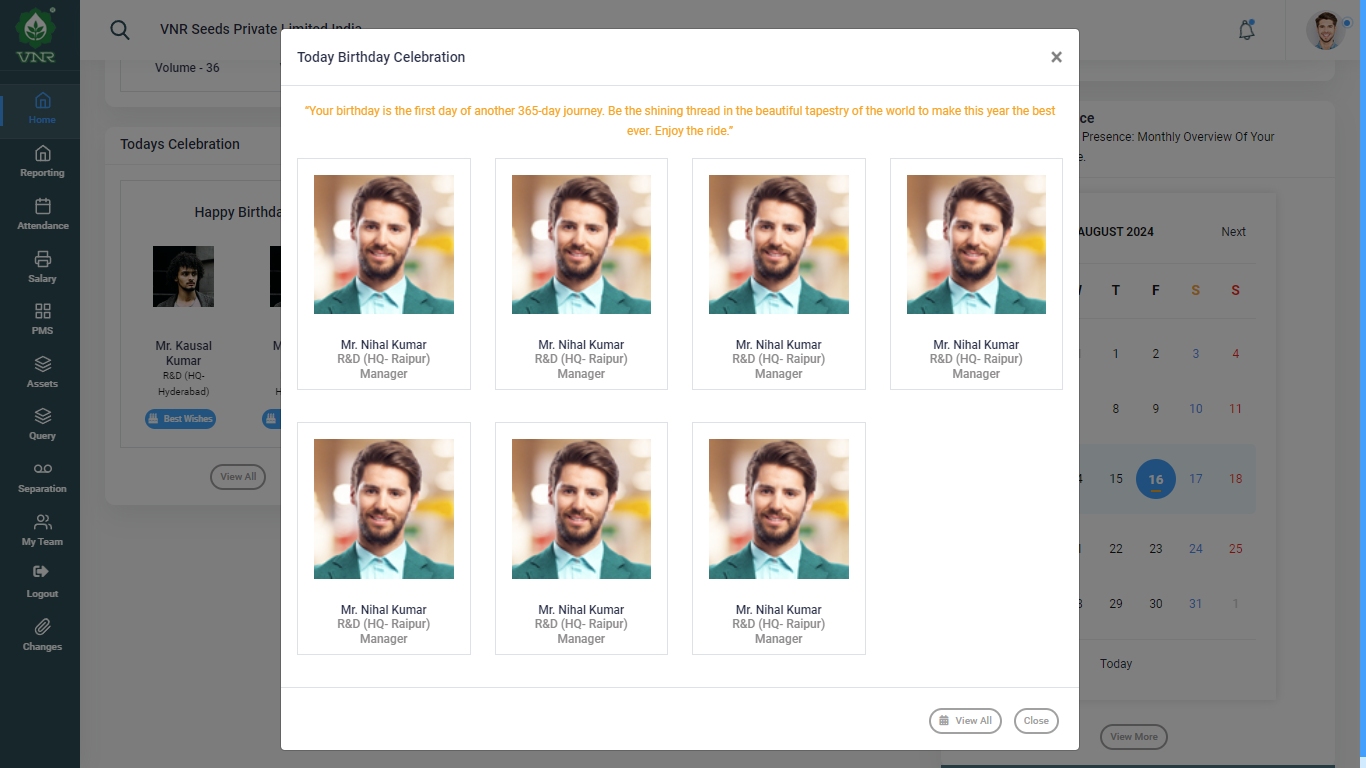 VNR
Home
Reporting
Attendance
Salary
PMS
Assets
Query
Separation
My Team
Logout
Changes
VNR Seeds Private Limited India
Volume - 36
Todays Celebration
Happy Birthda
Mr. Kausal
Kumar
R&D (HQ-
Hyderabad)
Best Wishes
View All
Today Birthday Celebration
×
“Your birthday is the first day of another 365-day journey. Be the shining thread in the beautiful tapestry of the world to make this year the best
ever. Enjoy the ride.”
Mr. Nihal Kumar
R&D (HQ- Raipur)
Manager
Mr. Nihal Kumar
R&D (HQ- Raipur)
Manager
Mr. Nihal Kumar
R&D (HQ- Raipur)
Manager
Mr. Nihal Kumar
R&D (HQ- Raipur)
Manager
Mr. Nihal Kumar
R&D (HQ- Raipur)
Manager
Mr. Nihal Kumar
R&D (HQ- Raipur)
Manager
Mr. Nihal Kumar
R&D (HQ- Raipur)
Manager
View All
Close
ce
Presence: Monthly Overview Of Your
e.
AUGUST 2024 Next
T F S S
1 2 3 4
8 9 10 11
15 16 17 18
22 23 24 25
29 30 31 1
Today
View More